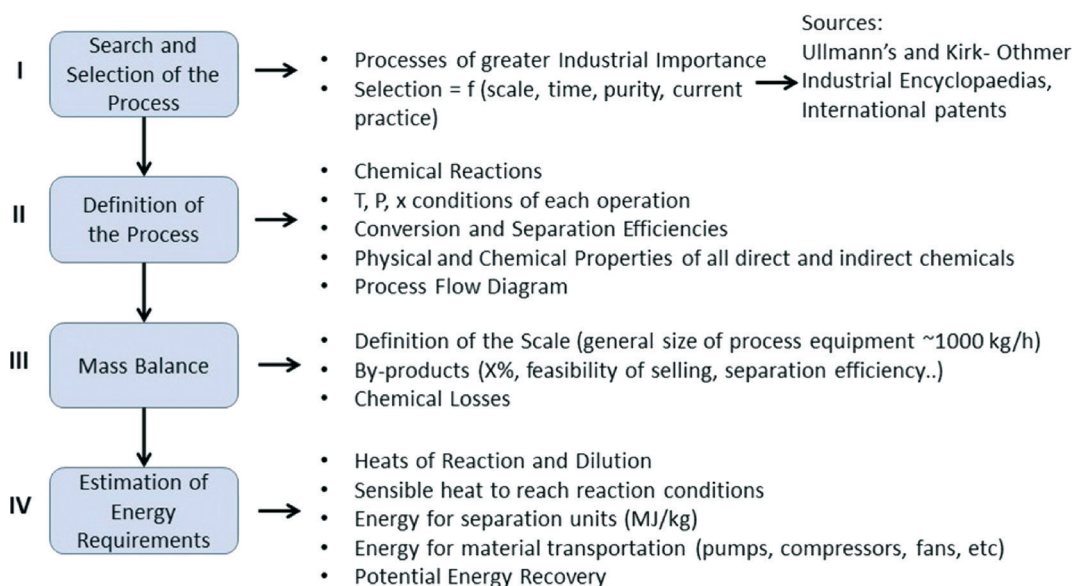 I
Search and
Selection of the
Process
• Processes of greater Industrial Importance
• Selection = f (scale, time, purity, current
practice)
Sources:
Ullmann’s and Kirk- Othmer
Industrial Encyclopaedias,
International patents
II
Definition of
the Process
• Chemical Reactions
• T, P, x conditions of each operation
• Conversion and Separation Efficiencies
• Physical and Chemical Properties of all direct and indirect chemicals
• Process Flow Diagram
III
Mass Balance
• Definition of the Scale (general size of process equipment ~1000 kg/h)
• By-products (X%, feasibility of selling, separation efficiency..)
• Chemical Losses
IV
Estimation of
Energy
Requirements
• Heats of Reaction and Dilution
• Sensible heat to reach reaction conditions
• Energy for separation units (MJ/kg)
• Energy for material transportation (pumps, compressors, fans, etc)
• Potential Energy Recovery